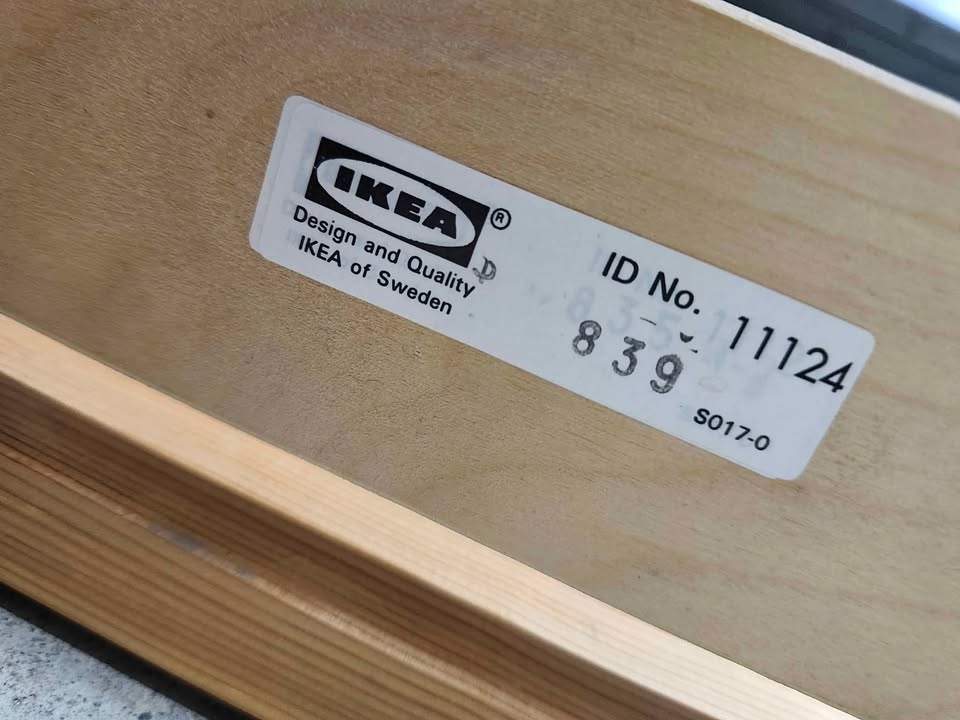 IKEA®
Design and Quality
IKEA of Sweden
ID No. 11124
839
S017-0